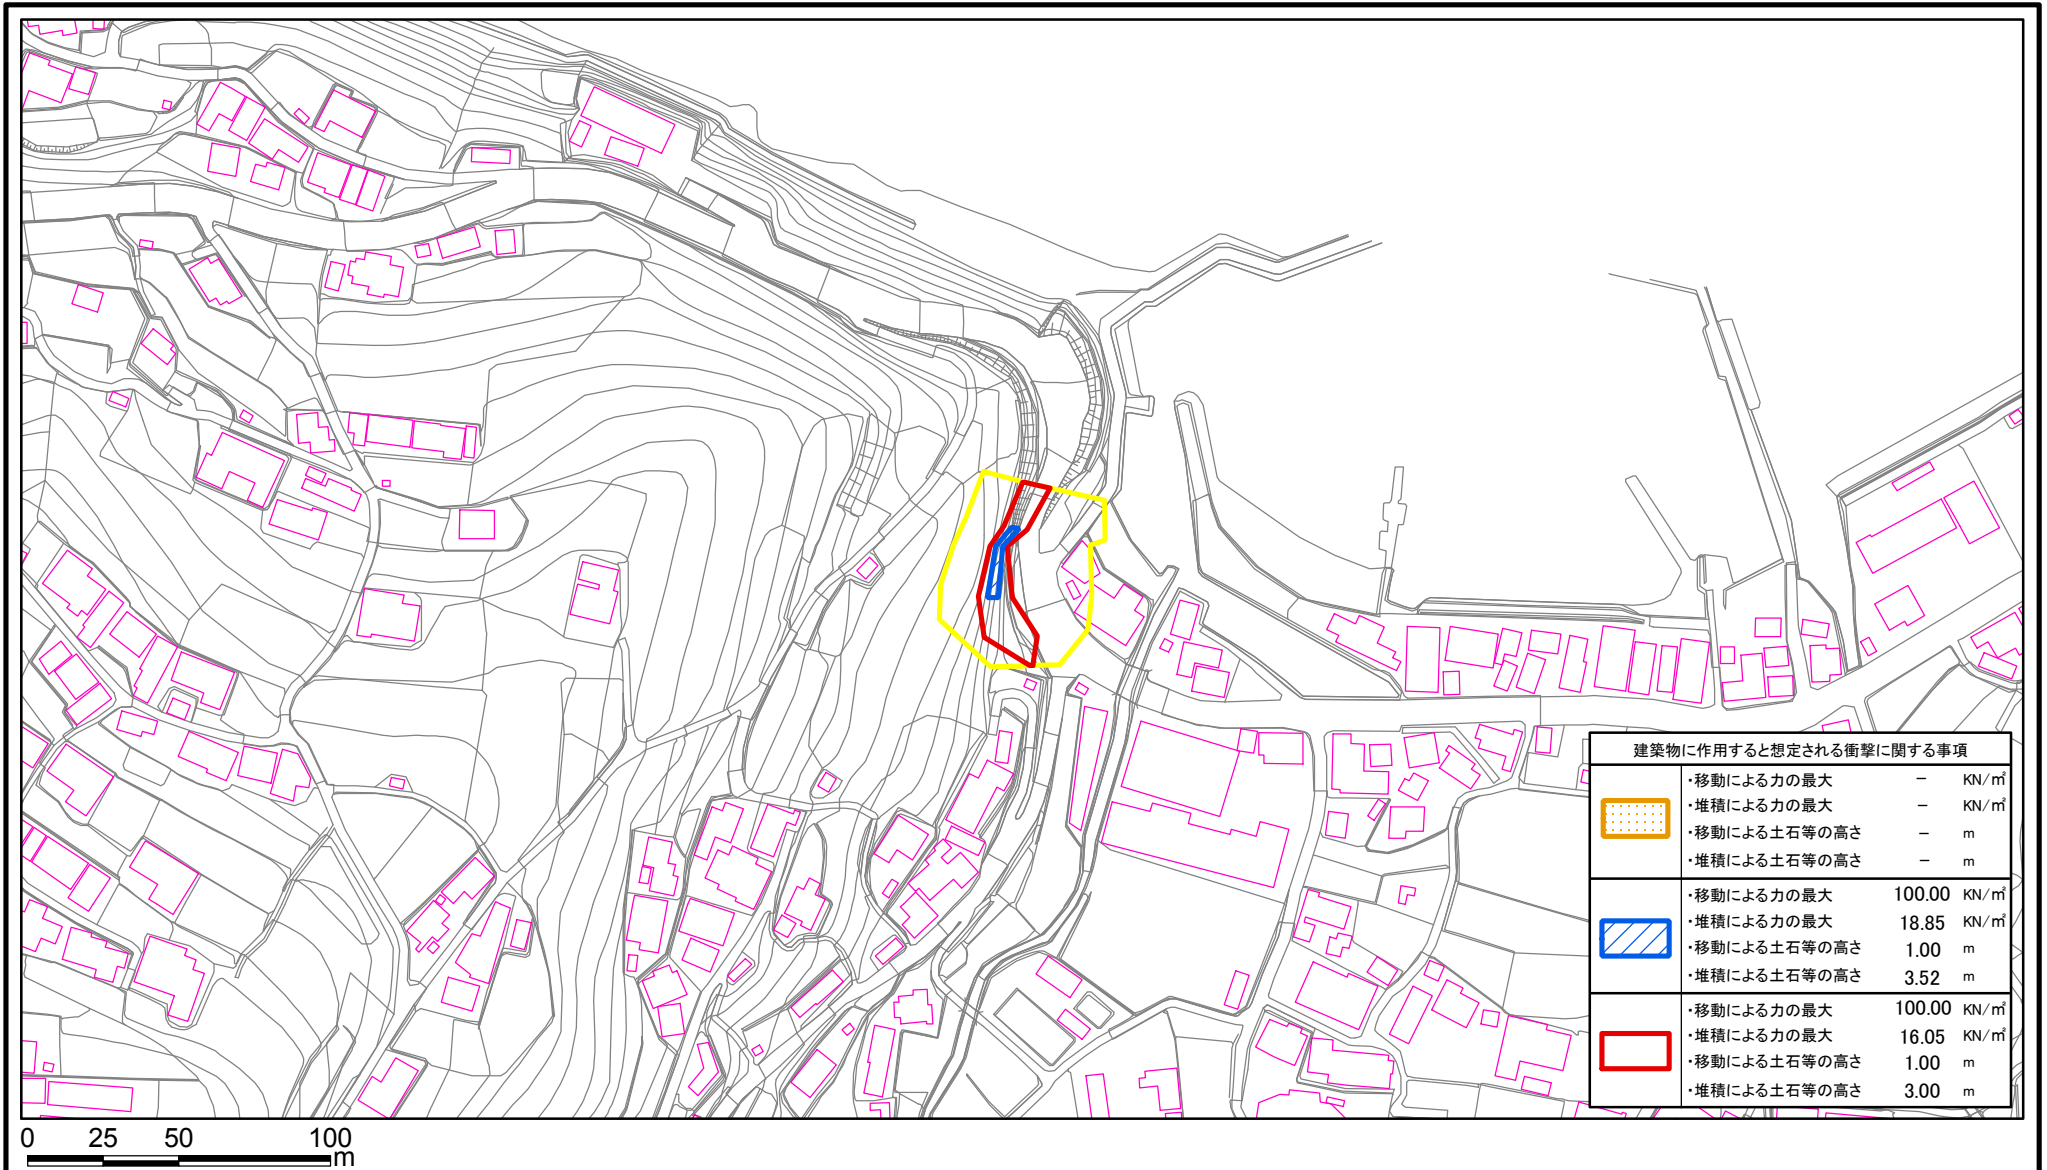 建築物に作用すると想定される衝撃に関する事項
・移動による力の最大 － KN/㎡
・堆積による力の最大 － KN/㎡
・移動による土石等の高さ － m
・堆積による土石等の高さ － m
・移動による力の最大 100.00 KN/㎡
・堆積による力の最大 18.85 KN/㎡
・移動による土石等の高さ 1.00 m
・堆積による土石等の高さ 3.52 m
・移動による力の最大 100.00 KN/㎡
・堆積による力の最大 16.05 KN/㎡
・移動による土石等の高さ 1.00 m
・堆積による土石等の高さ 3.00 m
0 25 50 100
m